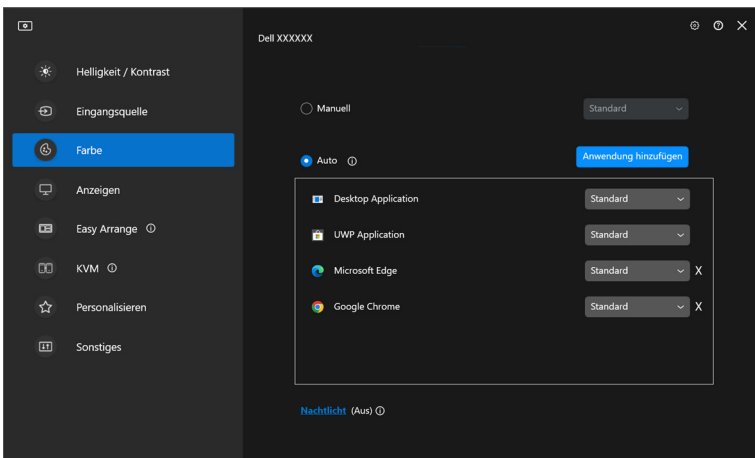 Dell XXXXXX
Helligkeit / Kontrast
Eingangsquelle
Farbe
Anzeigen
Easy Arrange
KVM
Personalisieren
Sonstiges
Manuell
Standard
Auto
Anwendung hinzufügen
Desktop Application
Standard
UWP Application
Standard
Microsoft Edge
Standard
X
Google Chrome
Standard
X
Nachtlicht (Aus)